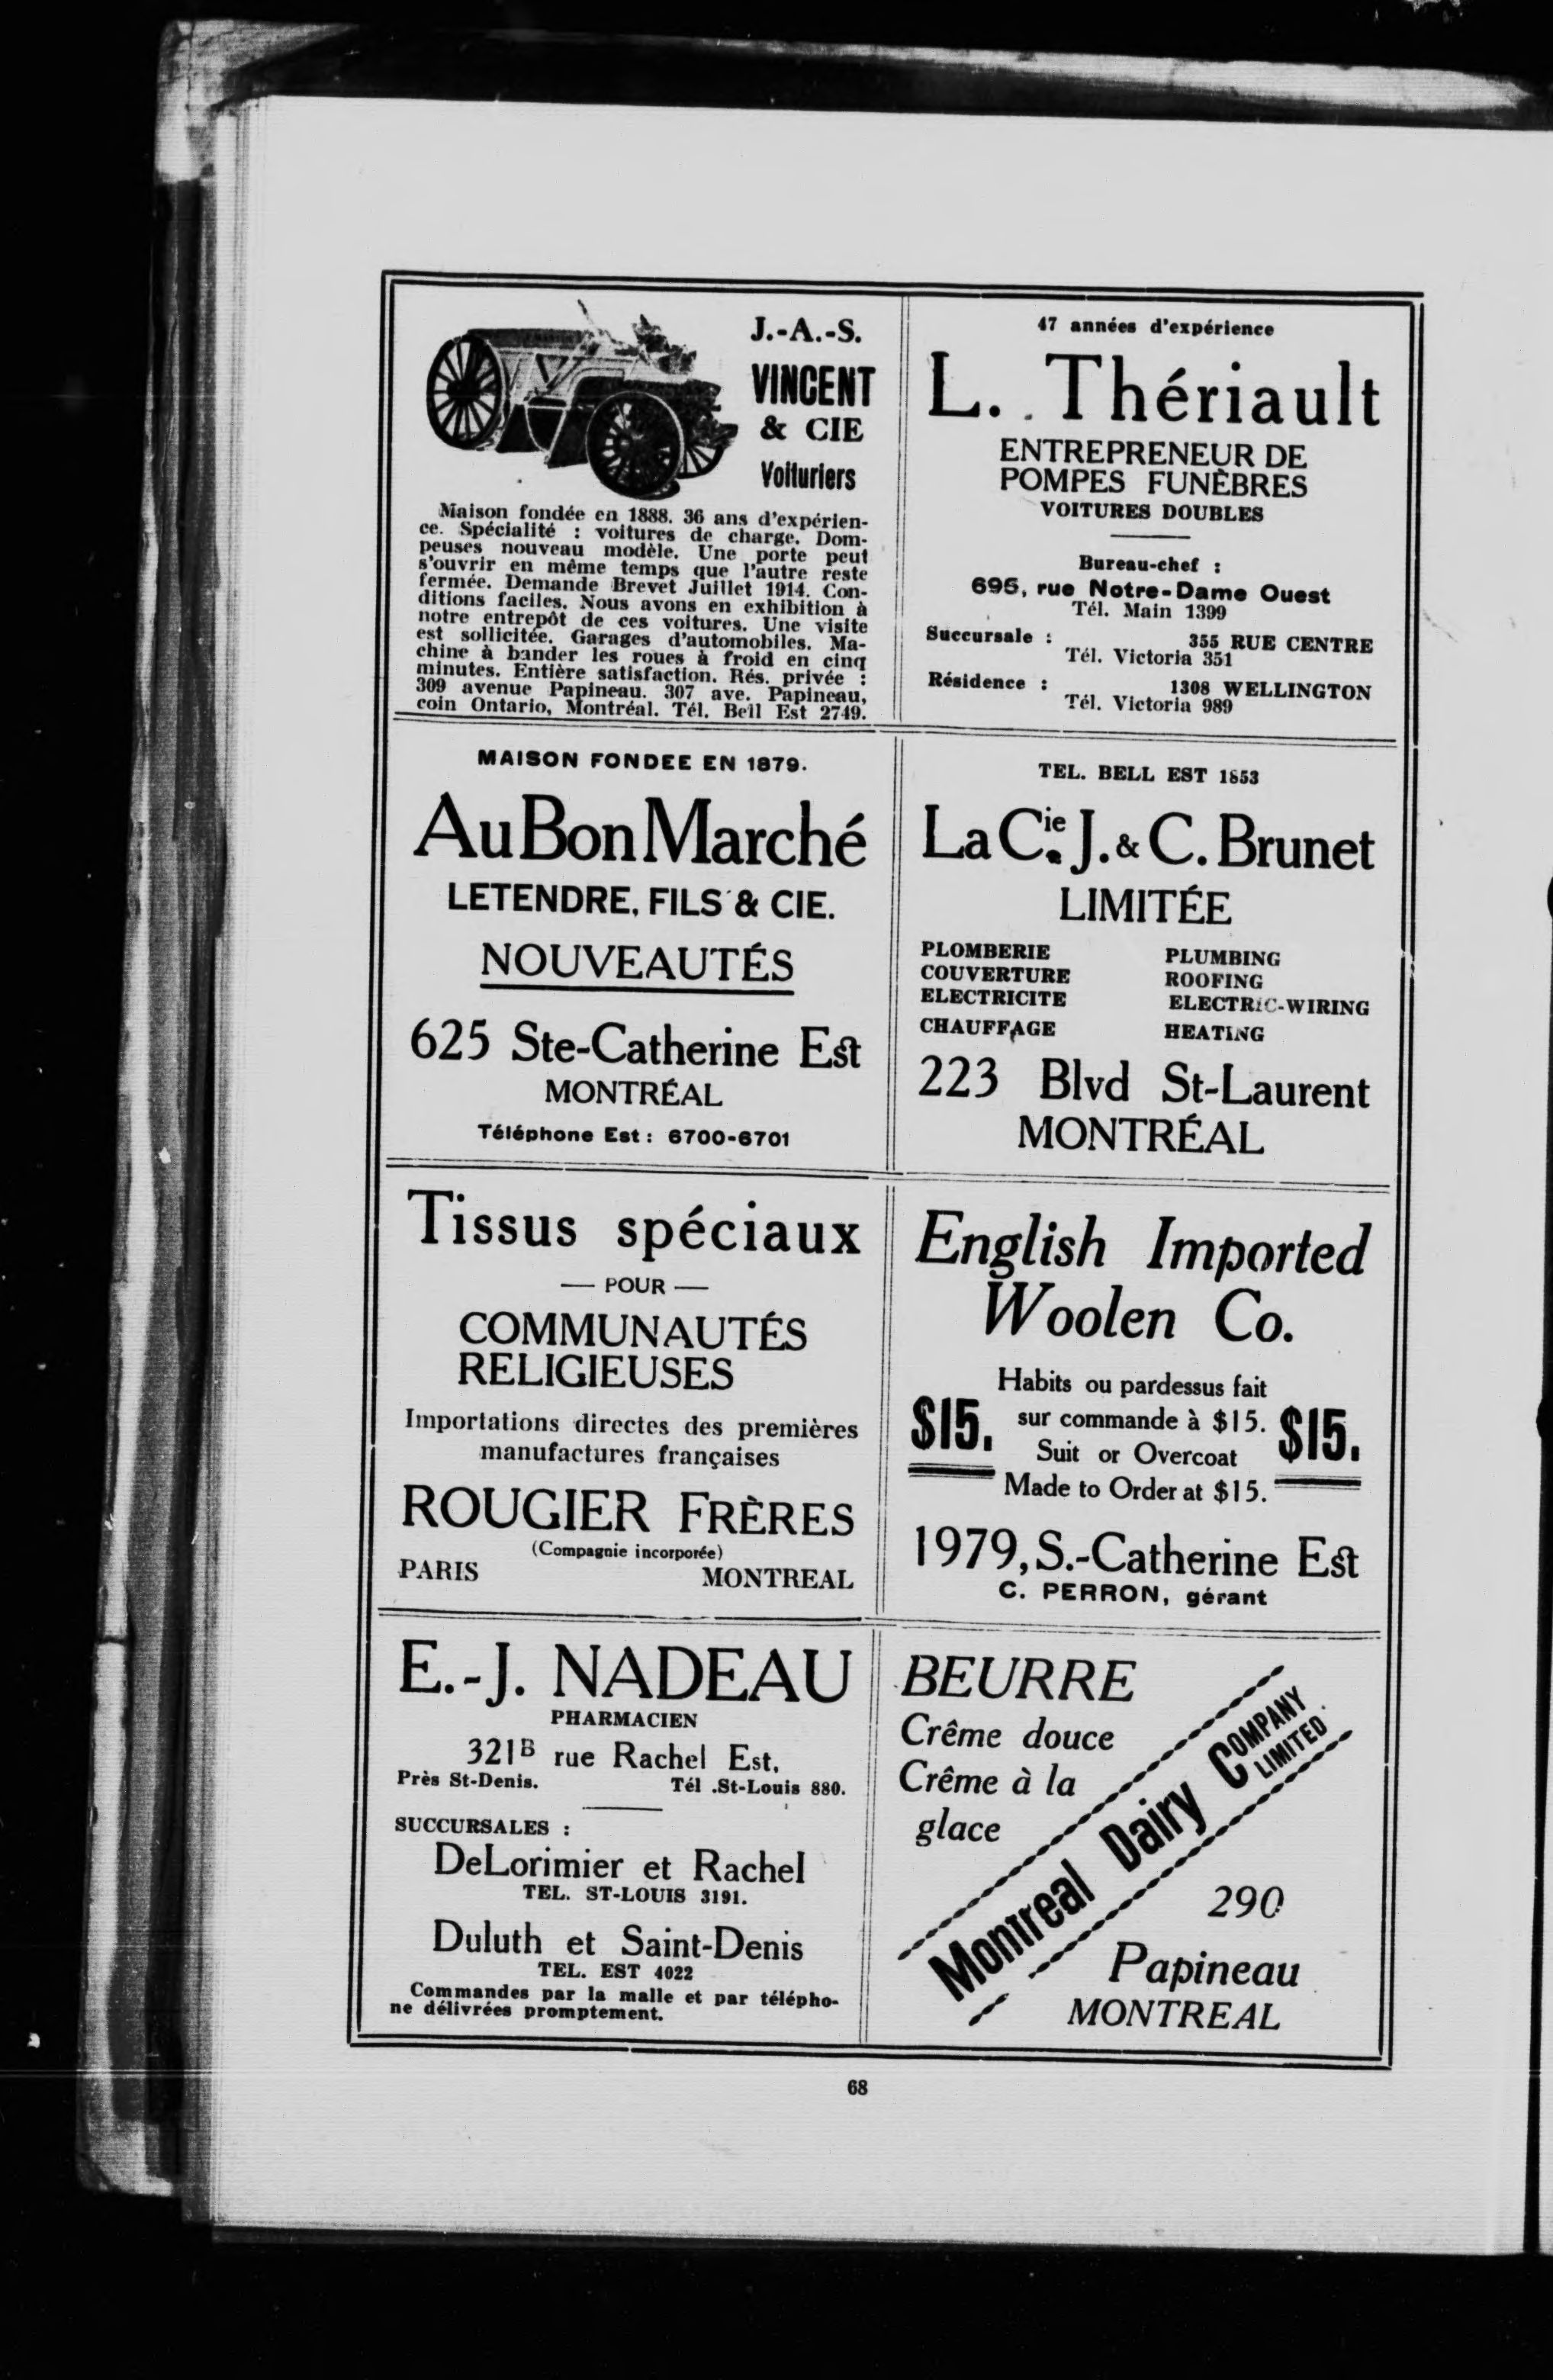 J.-A.-S.
VINCENT
& CIE
Voituriers
Maison fondée en 1888. 36 ans d'expérien-
ce. Spécialité : voitures de charge. Dom-
peuses nouveau modèle. Une porte peut
s'ouvrir en même temps que l'autre reste
fermée. Demande Brevet Juillet 1914. Con-
ditions faciles. Nous avons en exhibition à
notre entrepôt de ces voitures. Une visite
est sollicitée. Garages d'automobiles. Ma-
chine à bander les roues à froid en cinq
minutes. Entière satisfaction. Rés. privée :
309 avenue Papineau. 307 ave. Papineau,
coin Ontario, Montréal. Tél. Bell Est 2749.
47 années d'expérience
L. Thériault
ENTREPRENEUR DE
POMPES FUNÈBRES
VOITURES DOUBLES
Bureau-chef :
695, rue Notre-Dame Ouest
Tél. Main 1399
Succursale : 355 RUE CENTRE
Tél. Victoria 351
Résidence : 1308 WELLINGTON
Tél. Victoria 989
MAISON FONDEE EN 1879.
Au Bon Marché
LETENDRE, FILS & CIE.
NOUVEAUTÉS
625 Ste-Catherine Est
MONTRÉAL
Téléphone Est : 6700-6701
TEL. BELL EST 1853
La Cie. J. & C. Brunet
LIMITÉE
PLOMBERIE PLUMBING
COUVERTURE ROOFING
ELECTRICITE ELECTRIC-WIRING
CHAUFFAGE HEATING
223 Blvd St-Laurent
MONTRÉAL
Tissus spéciaux
— POUR —
COMMUNAUTÉS
RELIGIEUSES
Importations directes des premières
manufactures françaises
ROUGIER FRÈRES
(Compagnie incorporée)
PARIS MONTREAL
English Imported
Woolen Co.
Habits ou pardessus fait
$15. sur commande à $15. $15.
Suit or Overcoat
Made to Order at $15.
1979, S.-Catherine Est
C. PERRON, gérant
E.-J. NADEAU
PHARMACIEN
321B rue Rachel Est.
Près St-Denis. Tél .St-Louis 880.
SUCCURSALES :
DeLorimier et Rachel
TEL. ST-LOUIS 3191.
Duluth et Saint-Denis
TEL. EST 4022
Commandes par la malle et par télépho-
ne délivrées promptement.
BEURRE
Crême douce
Crême à la
glace
Montreal Dairy COMPANY LIMITED
290
Papineau
MONTREAL
68